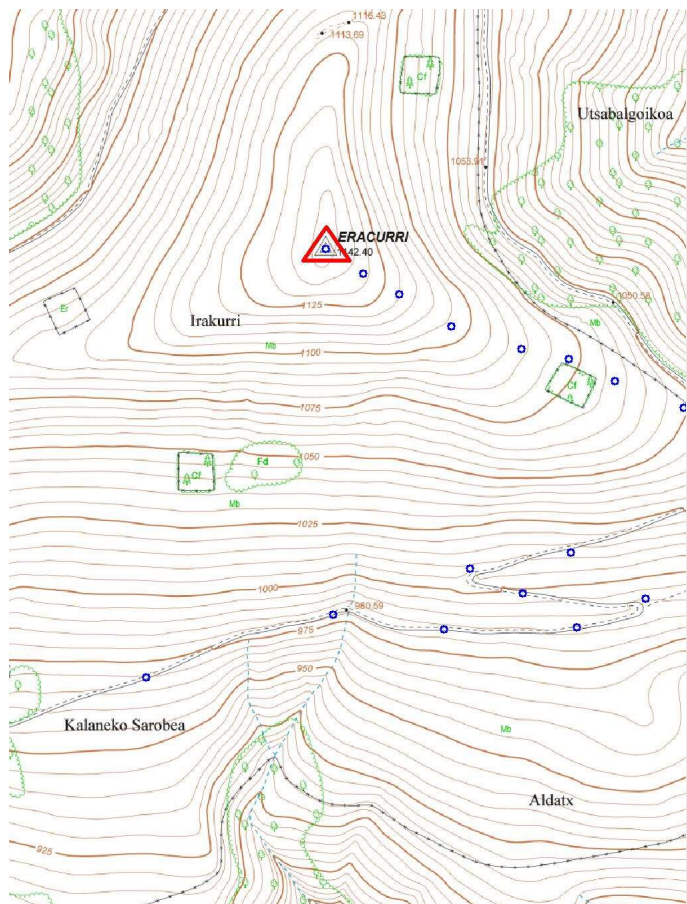 1116.43
1113.69
Cf
Utsabalgoikoa
1053.91
ERACURRI
1142.40
1050.58
Er
1125
Irakurri
Mb
Mb
1100
Cf
1075
1050
Fd
Cf
Mb
1025
1000
980.59
975
950
Kalaneko Sarobea
Mb
Aldatx
925